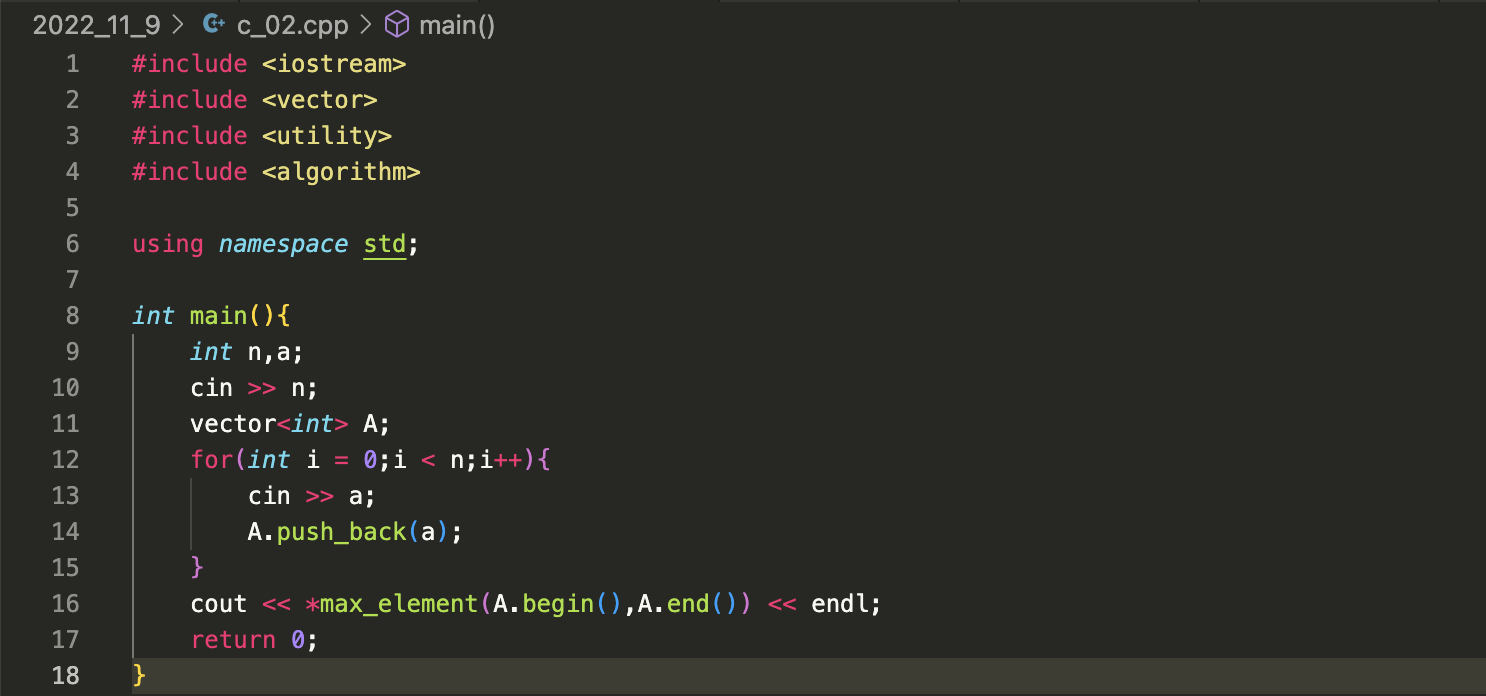 2022_11_9 > c_02.cpp > main()
1 #include <iostream>
2 #include <vector>
3 #include <utility>
4 #include <algorithm>
5
6 using namespace std;
7
8 int main(){
9     int n,a;
10     cin >> n;
11     vector<int> A;
12     for(int i = 0;i < n;i++){
13         cin >> a;
14         A.push_back(a);
15     }
16     cout << *max_element(A.begin(),A.end()) << endl;
17     return 0;
18 }